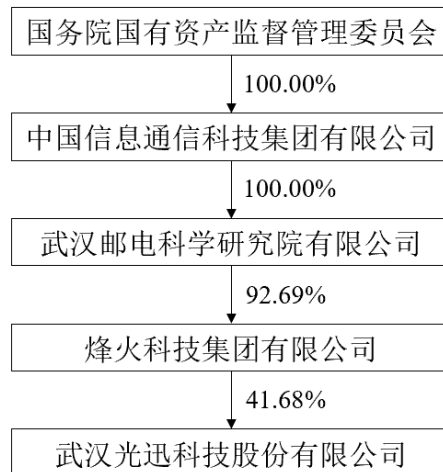 国务院国有资产监督管理委员会
100.00%
中国信息通信科技集团有限公司
100.00%
武汉邮电科学研究院有限公司
92.69%
烽火科技集团有限公司
41.68%
武汉光迅科技股份有限公司